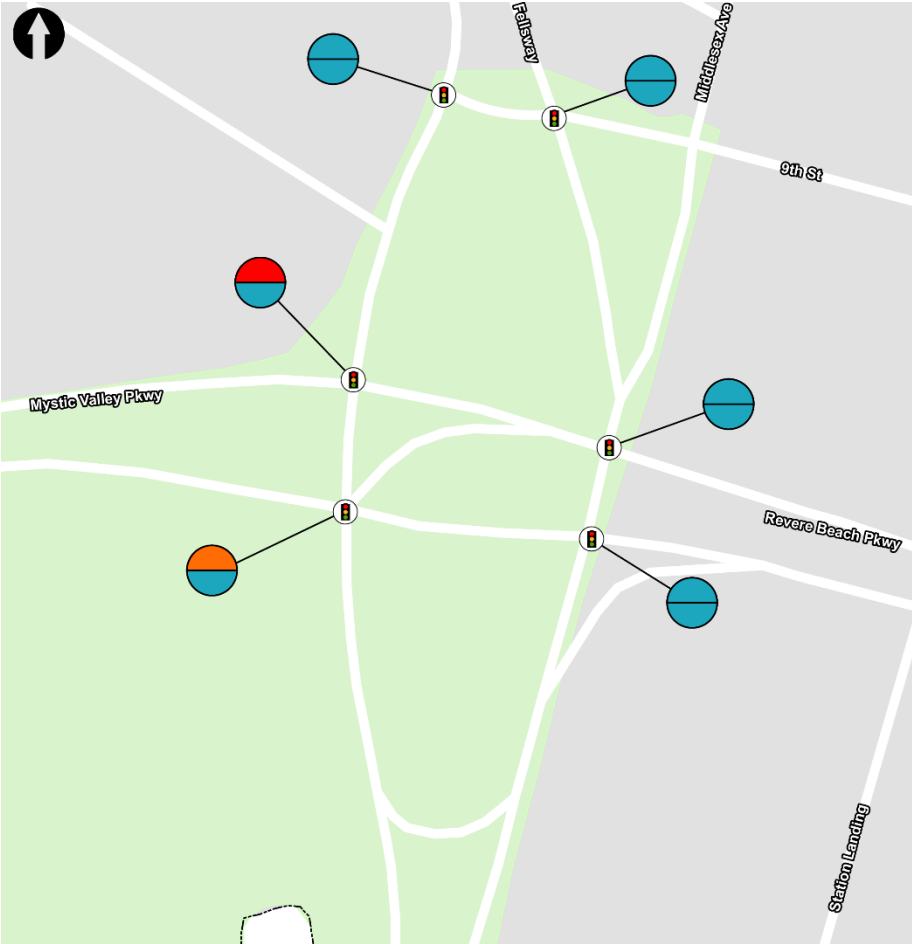 Fellsway
Middlesex Ave
9th St
Mystic Valley Pkwy
Revere Beach Pkwy
Station Landing